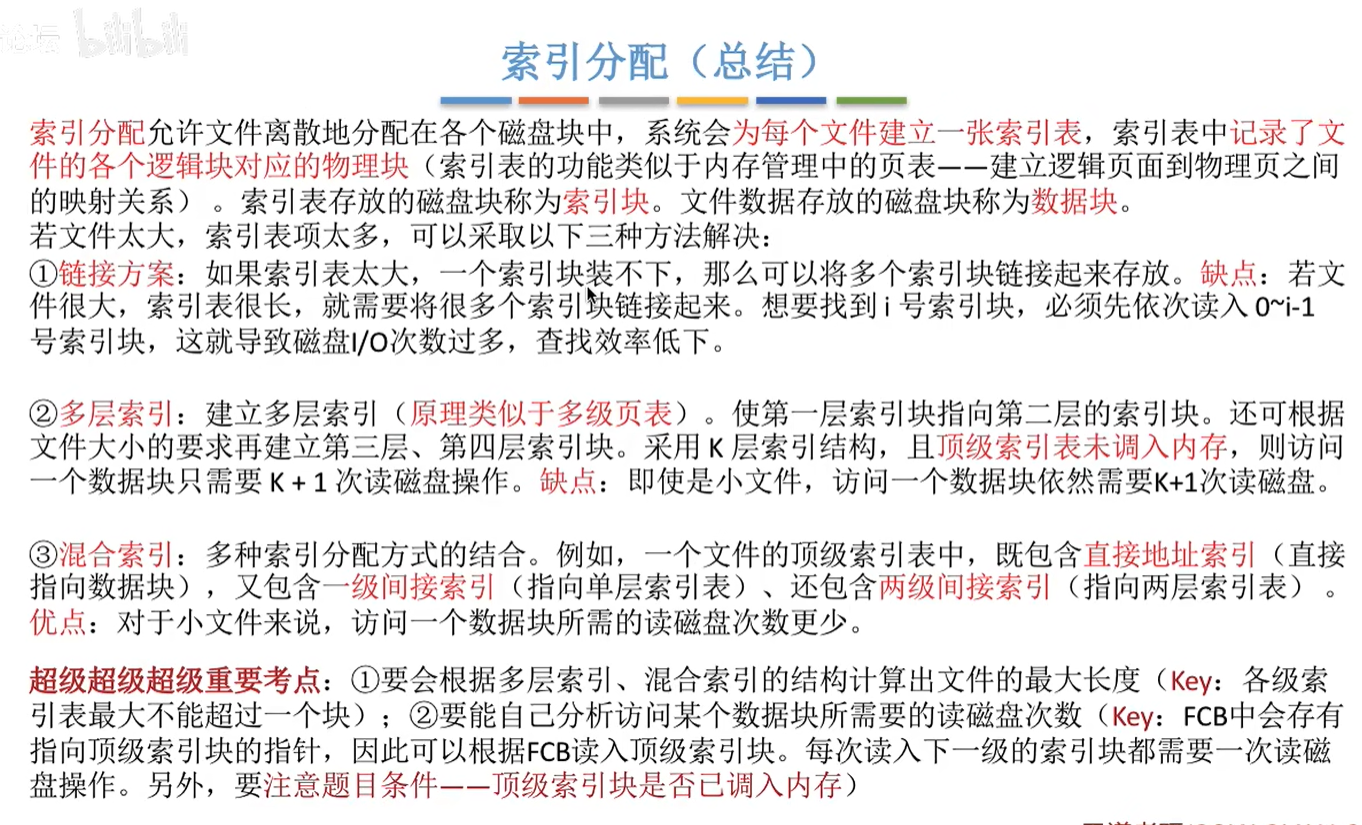 论坛 bilibili
索引分配（总结）
索引分配允许文件离散地分配在各个磁盘块中，系统会为每个文件建立一张索引表，索引表中记录了文
件的各个逻辑块对应的物理块（索引表的功能类似于内存管理中的页表——建立逻辑页面到物理页之间
的映射关系）。索引表存放的磁盘块称为索引块。文件数据存放的磁盘块称为数据块。
若文件太大，索引表项太多，可以采取以下三种方法解决：
①链接方案：如果索引表太大，一个索引块装不下，那么可以将多个索引块链接起来存放。缺点：若文
件很大，索引表很长，就需要将很多个索引块链接起来。想要找到 i 号索引块，必须先依次读入 0~i-1
号索引块，这就导致磁盘I/O次数过多，查找效率低下。
②多层索引：建立多层索引（原理类似于多级页表）。使第一层索引块指向第二层的索引块。还可根据
文件大小的要求再建立第三层、第四层索引块。采用 K 层索引结构，且顶级索引表未调入内存，则访问
一个数据块只需要 K + 1 次读磁盘操作。缺点：即使是小文件，访问一个数据块依然需要K+1次读磁盘。
③混合索引：多种索引分配方式的结合。例如，一个文件的顶级索引表中，既包含直接地址索引（直接
指向数据块），又包含一级间接索引（指向单层索引表）、还包含两级间接索引（指向两层索引表）。
优点：对于小文件来说，访问一个数据块所需的读磁盘次数更少。
超级超级超级重要考点：①要会根据多层索引、混合索引的结构计算出文件的最大长度（Key：各级索
引表最大不能超过一个块）；②要能自己分析访问某个数据块所需要的读磁盘次数（Key：FCB中会存有
指向顶级索引块的指针，因此可以根据FCB读入顶级索引块。每次读入下一级的索引块都需要一次读磁
盘操作。另外，要注意题目条件——顶级索引块是否已调入内存）